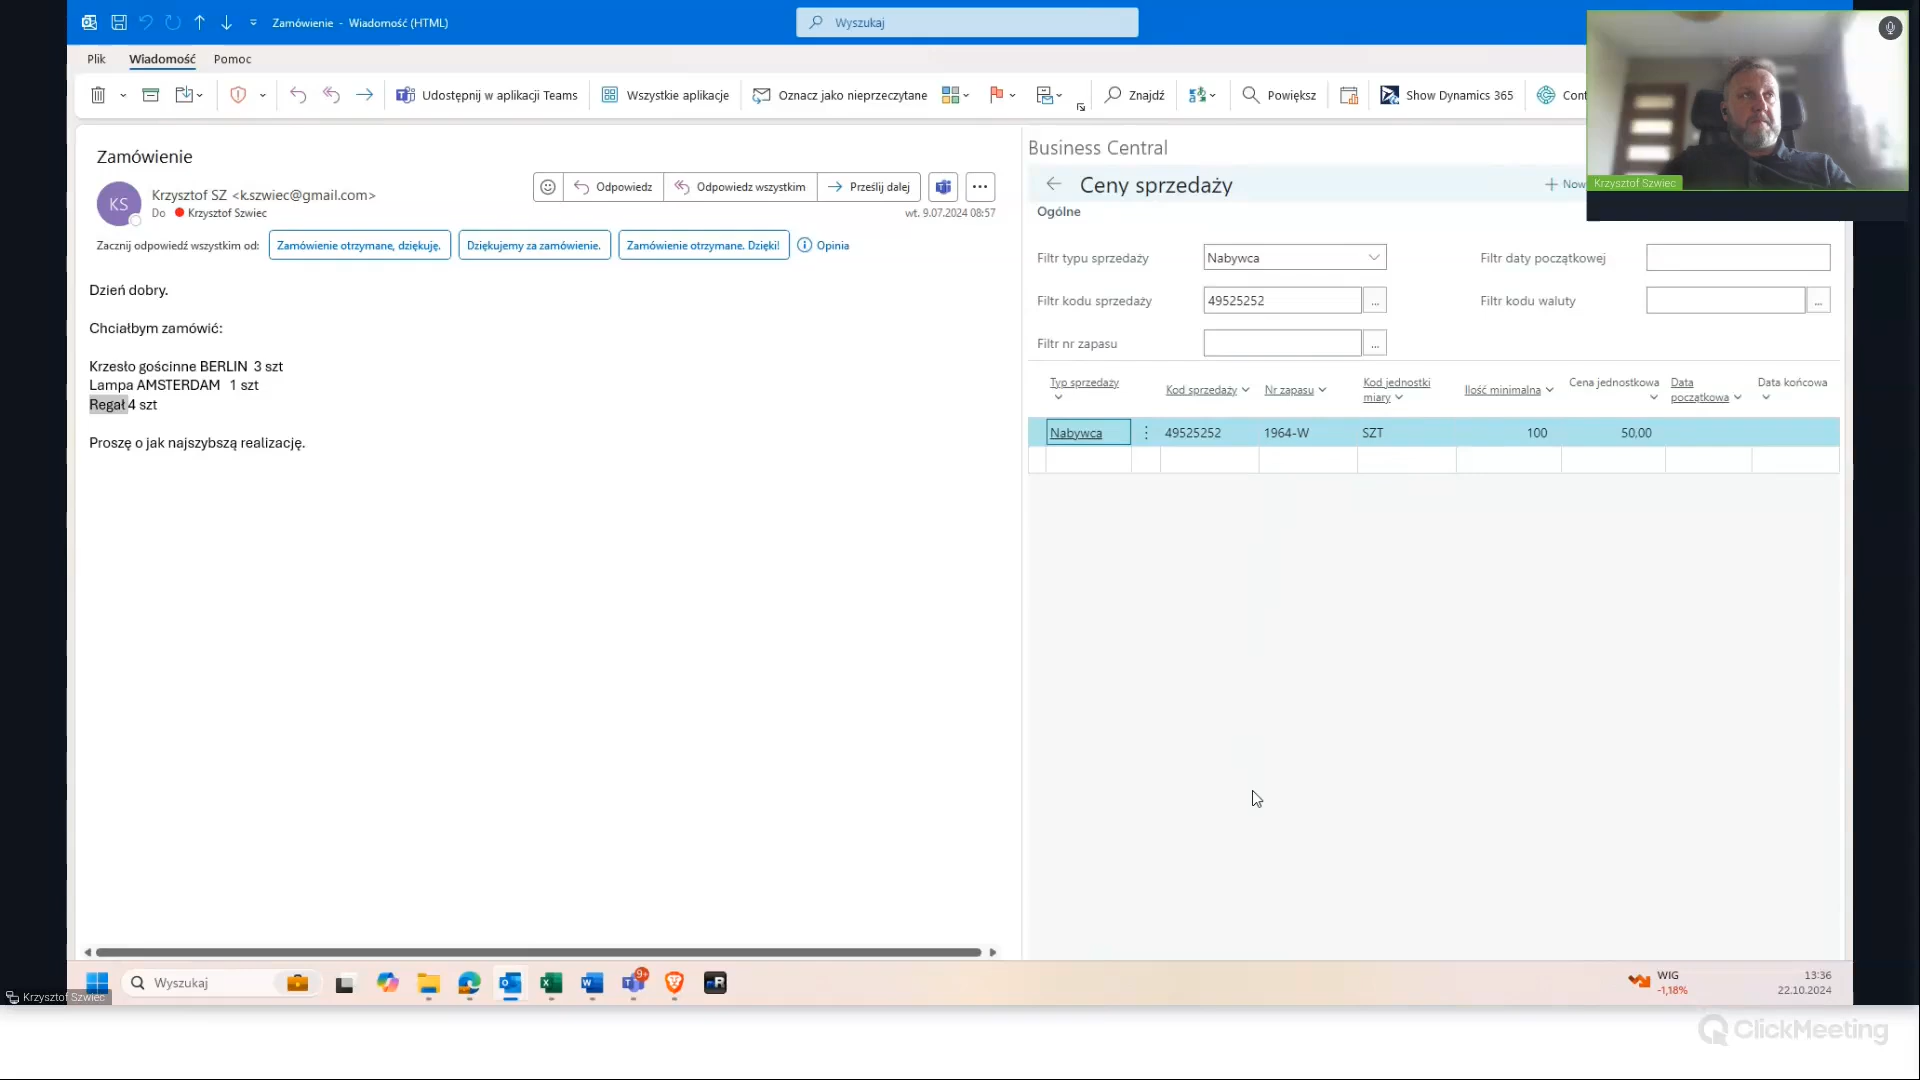 Zamówienie - Wiadomość (HTML)
Wyszukaj
Plik Wiadomość Pomoc
Udostępnij w aplikacji Teams
Wszystkie aplikacje
Oznacz jako nieprzeczytane
Znajdź
Powiększ
Show Dynamics 365
Cont
Krzysztof Szwiec
Zamówienie
KS
Krzysztof SZ <k.szwiec@gmail.com>
Do Krzysztof Szwiec
Odpowiedz
Odpowiedz wszystkim
Prześlij dalej
wt. 9.07.2024 08:57
Zacznij odpowiedź wszystkim od:
Zamówienie otrzymane, dziękuję.
Dziękujemy za zamówienie.
Zamówienie otrzymane. Dzięki!
Opinia
Dzień dobry.
Chciałbym zamówić:
Krzesło gościnne BERLIN 3 szt
Lampa AMSTERDAM 1 szt
Regał 4 szt
Proszę o jak najszybszą realizację.
Business Central
Ceny sprzedaży
Now
Ogólne
Filtr typu sprzedaży Nabywca
Filtr daty początkowej
Filtr kodu sprzedaży 49525252 ...
Filtr kodu waluty ...
Filtr nr zapasu ...
Typ sprzedaży
Kod sprzedaży
Nr zapasu
Kod jednostki miary
Ilość minimalna
Cena jednostkowa
Data początkowa
Data końcowa
Nabywca 49525252 1964-W SZT 100 50,00
Wyszukaj
9+
R
WIG
-1,18%
13:36
22.10.2024
Krzysztof Szwiec
ClickMeeting